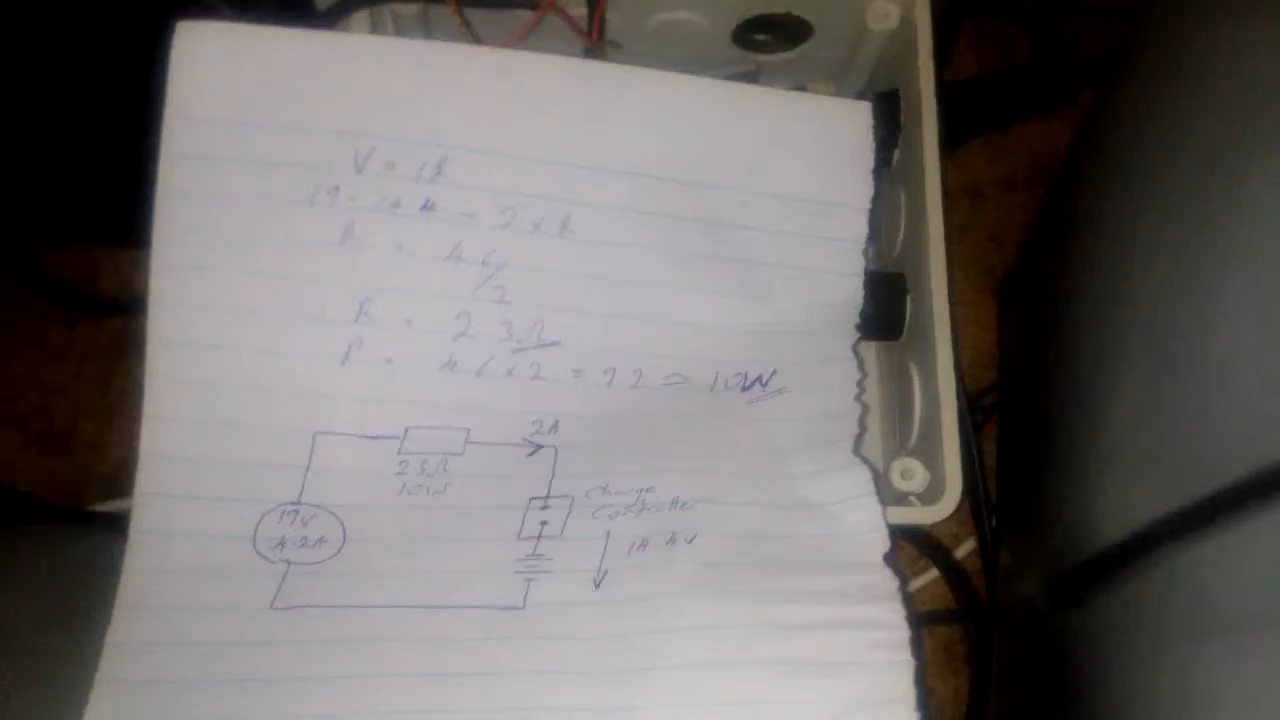 V = IR
19 - 14.4 = 2 x R
R = 4.6/2
R = 2.3Ω
P = 4.6 x 2 = 9.2 ≃ 10W
2A
2.3Ω
10W
19V
4.2A
Charge
Controller
14.4V